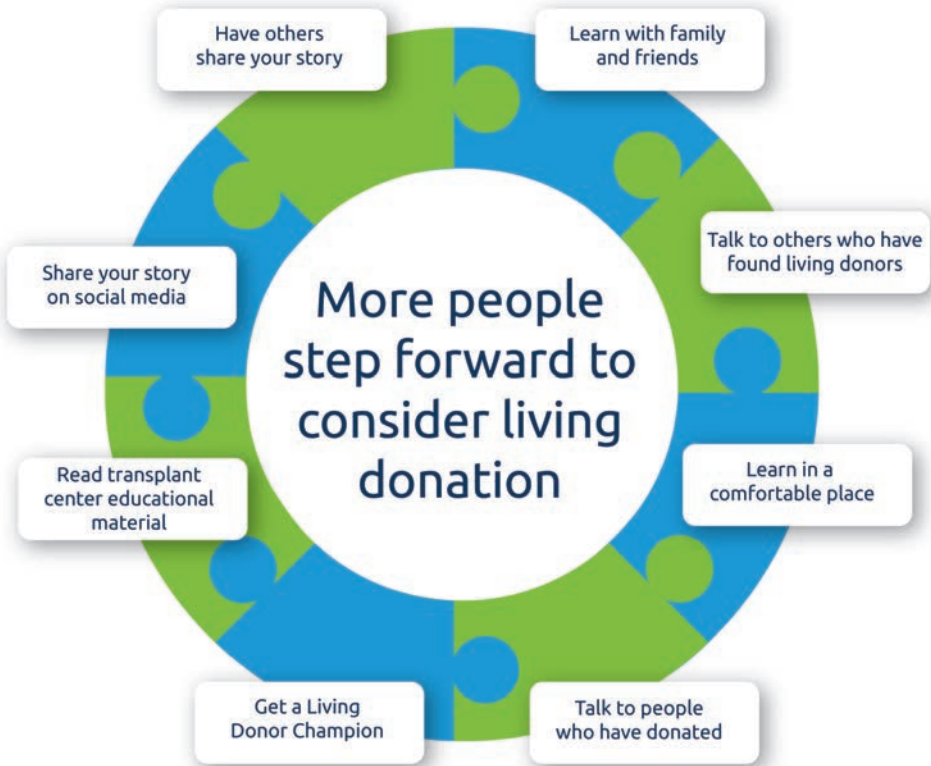 Have others
share your story
Learn with family
and friends
Talk to others who have
found living donors
Share your story
on social media
More people
step forward to
consider living
donation
Read transplant
center educational
material
Learn in a
comfortable place
Get a Living
Donor Champion
Talk to people
who have donated